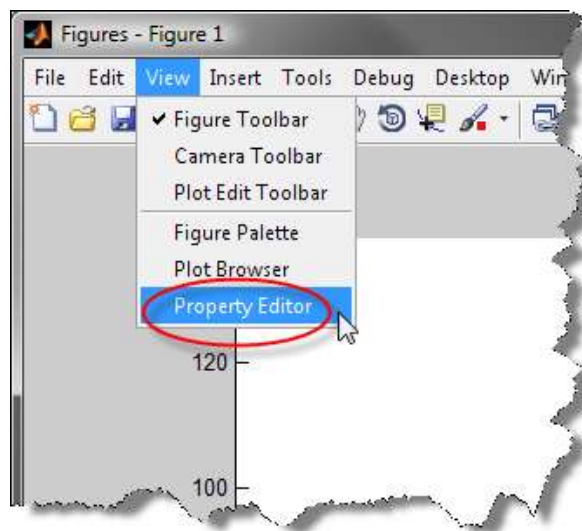 Figures - Figure 1
File Edit View Insert Tools Debug Desktop Win
Figure Toolbar
Camera Toolbar
Plot Edit Toolbar
Figure Palette
Plot Browser
Property Editor
120
100